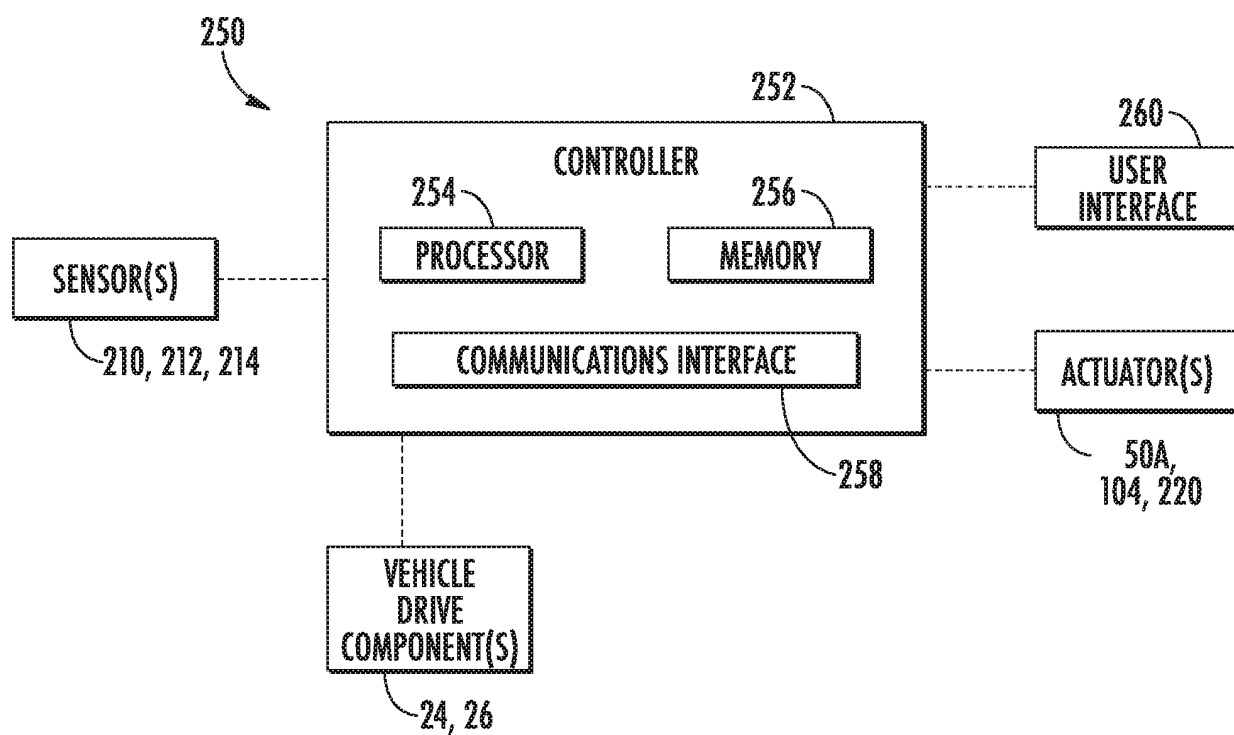 250
252
CONTROLLER
260
USER
INTERFACE
254
256
PROCESSOR
MEMORY
SENSOR(S)
210, 212, 214
COMMUNICATIONS INTERFACE
ACTUATOR(S)
258
50A,
104, 220
VEHICLE
DRIVE
COMPONENT(S)
24, 26